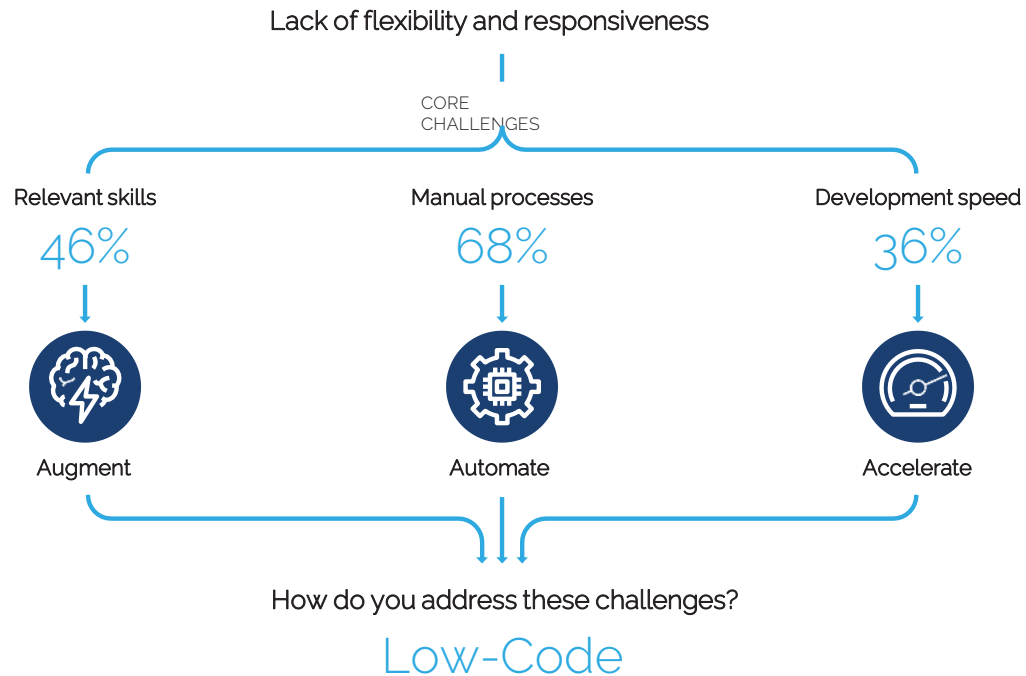 Lack of flexibility and responsiveness
CORE
CHALLENGES
Relevant skills
Manual processes
Development speed
46%
68%
36%
Augment
Automate
Accelerate
How do you address these challenges?
Low-Code